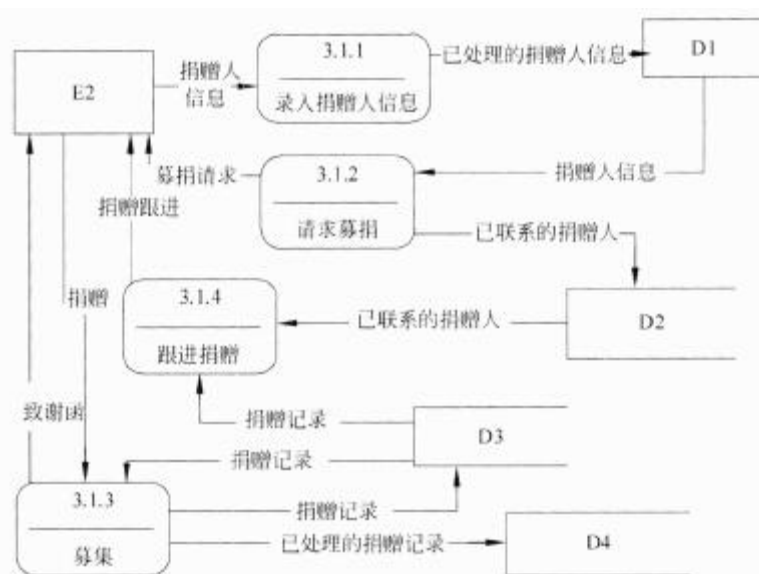 E2
捐赠人
信息
3.1.1
录入捐赠人信息
已处理的捐赠人信息
D1
募捐请求
3.1.2
请求募捐
捐赠人信息
捐赠跟进
已联系的捐赠人
捐赠
3.1.4
跟进捐赠
已联系的捐赠人
D2
致谢函
捐赠记录
D3
捐赠记录
3.1.3
募集
捐赠记录
已处理的捐赠记录
D4